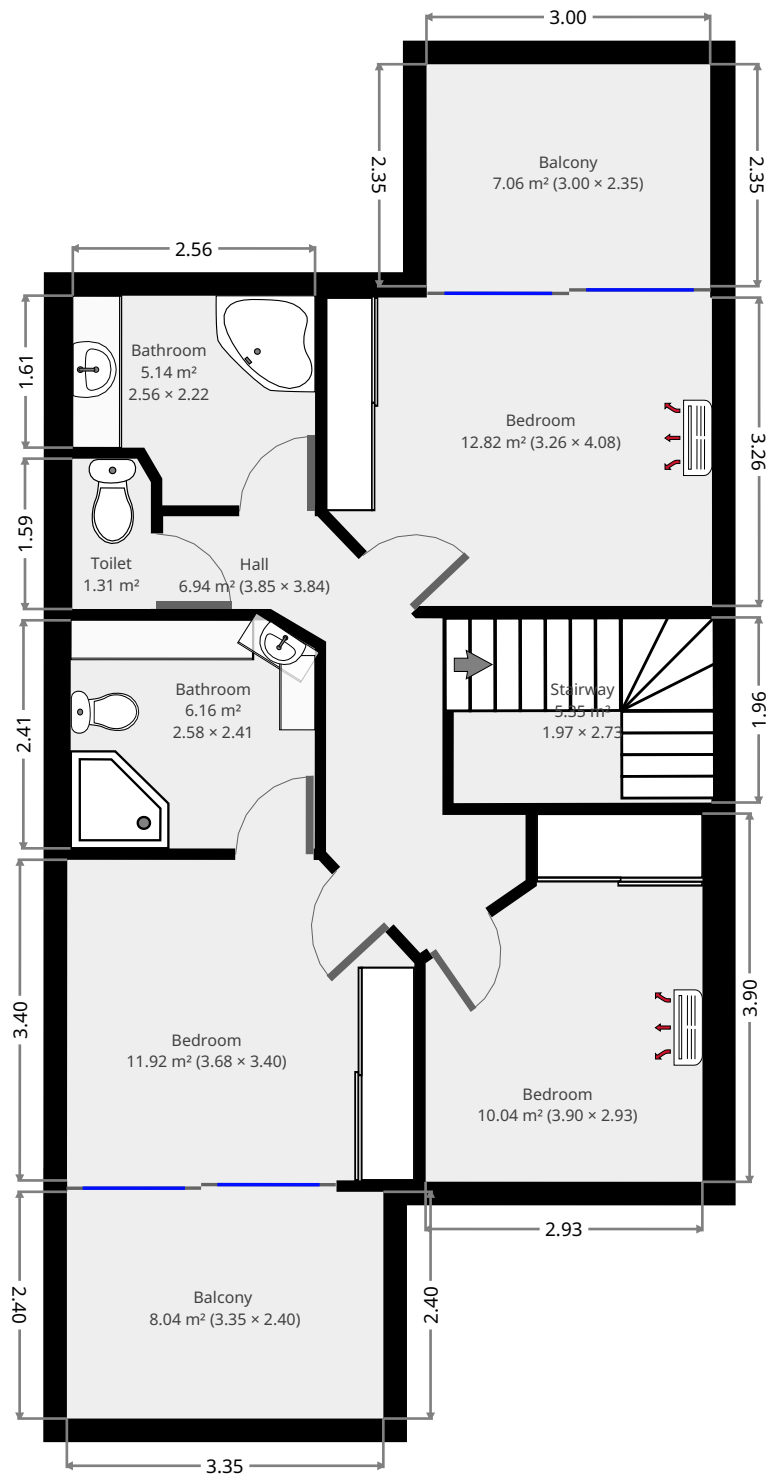 3.00
2.35
2.35
Balcony
7.06 m² (3.00 × 2.35)
2.56
1.61
Bathroom
5.14 m²
2.56 × 2.22
Bedroom
12.82 m² (3.26 × 4.08)
3.26
1.59
Toilet
1.31 m²
Hall
6.94 m² (3.85 × 3.84)
2.41
Bathroom
6.16 m²
2.58 × 2.41
Stairway
5.35 m²
1.97 × 2.73
1.96
3.40
Bedroom
11.92 m² (3.68 × 3.40)
3.90
Bedroom
10.04 m² (3.90 × 2.93)
2.93
2.40
2.40
Balcony
8.04 m² (3.35 × 2.40)
3.35